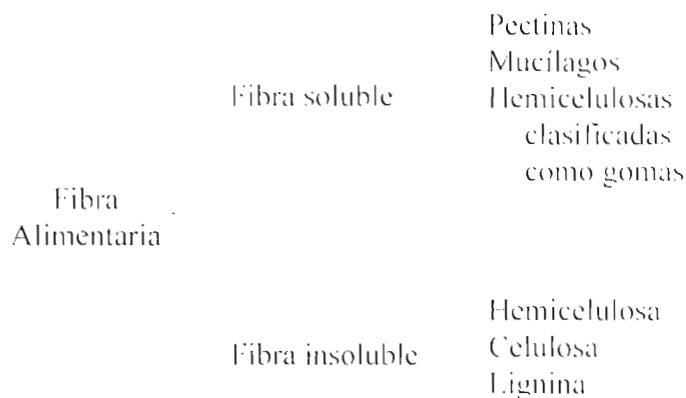 Fibra
Alimentaria
Fibra soluble
Pectinas
Mucílagos
Hemicelulosas
clasificadas
como gomas
Fibra insoluble
Hemicelulosa
Celulosa
Lignina